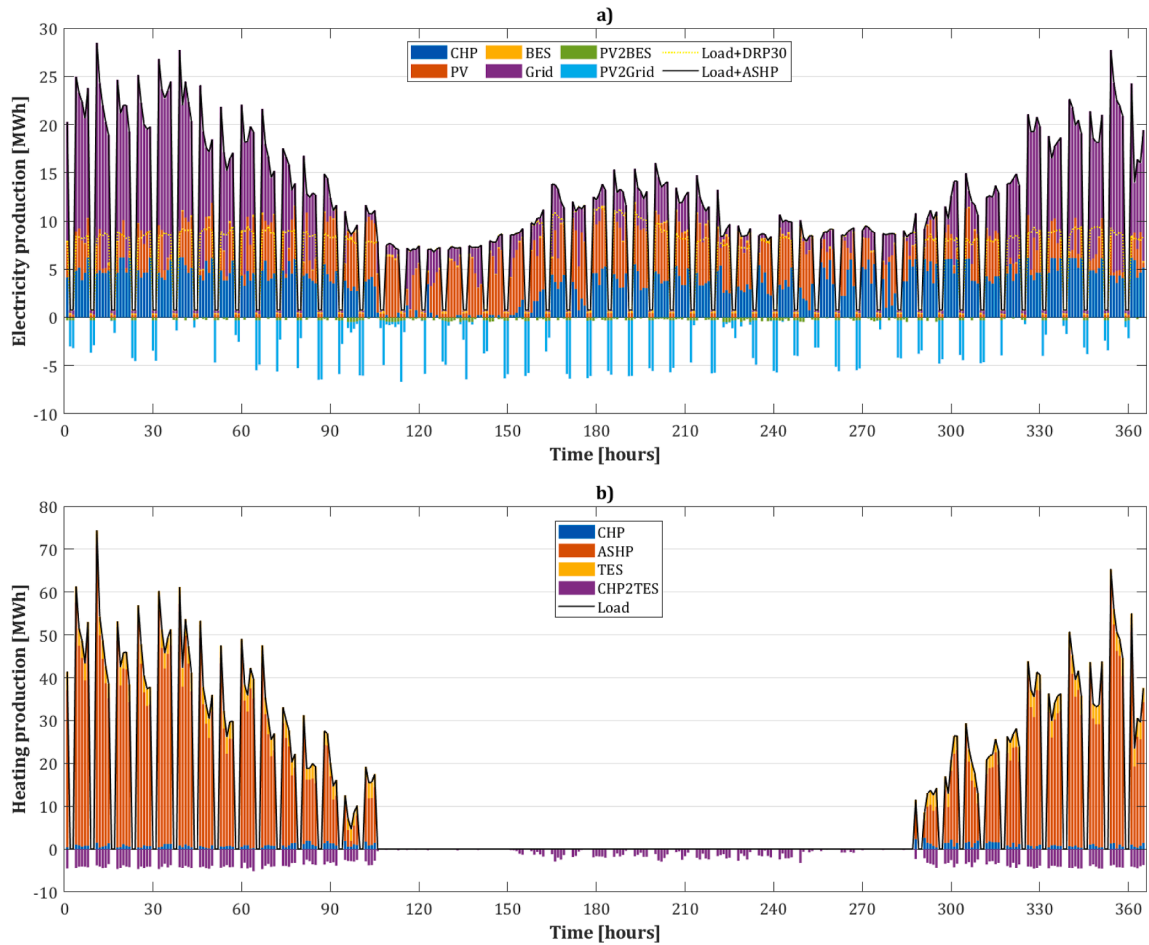 a)
30
25
20
15
10
5
0
-5
-10
Electricity production [MWh]
CHP BES PV2BES Load+DRP30
PV Grid PV2Grid Load+ASHP
0 30 60 90 120 150 180 210 240 270 300 330 360
Time [hours]
b)
80
70
60
50
40
30
20
10
0
-10
Heating production [MWh]
CHP
ASHP
TES
CHP2TES
Load
0 30 60 90 120 150 180 210 240 270 300 330 360
Time [hours]